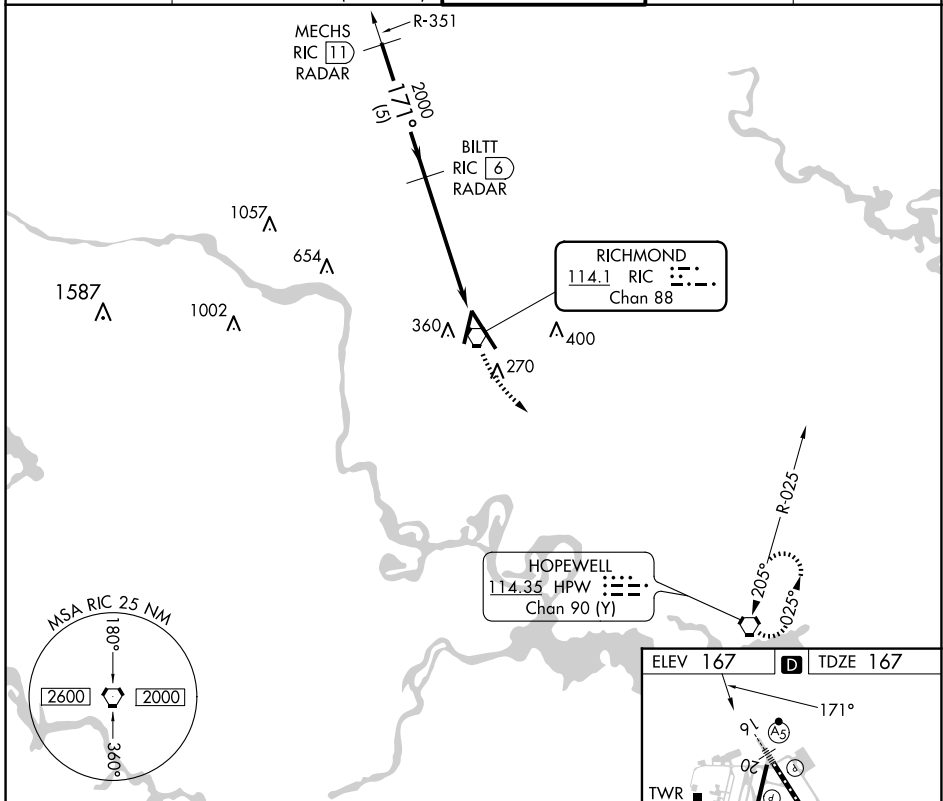 R-351
MECHS
RIC 11
RADAR
2000
171°
(5)
BILTT
RIC 6
RADAR
1057
654
1587
1002
RICHMOND
114.1 RIC
Chan 88
360
400
270
R-025
HOPEWELL
114.35 HPW
Chan 90 (Y)
205°
025°
MSA RIC 25 NM
180°
2600
2000
360°
ELEV 167 D TDZE 167
171°
16
A5
20
P
TWR
P